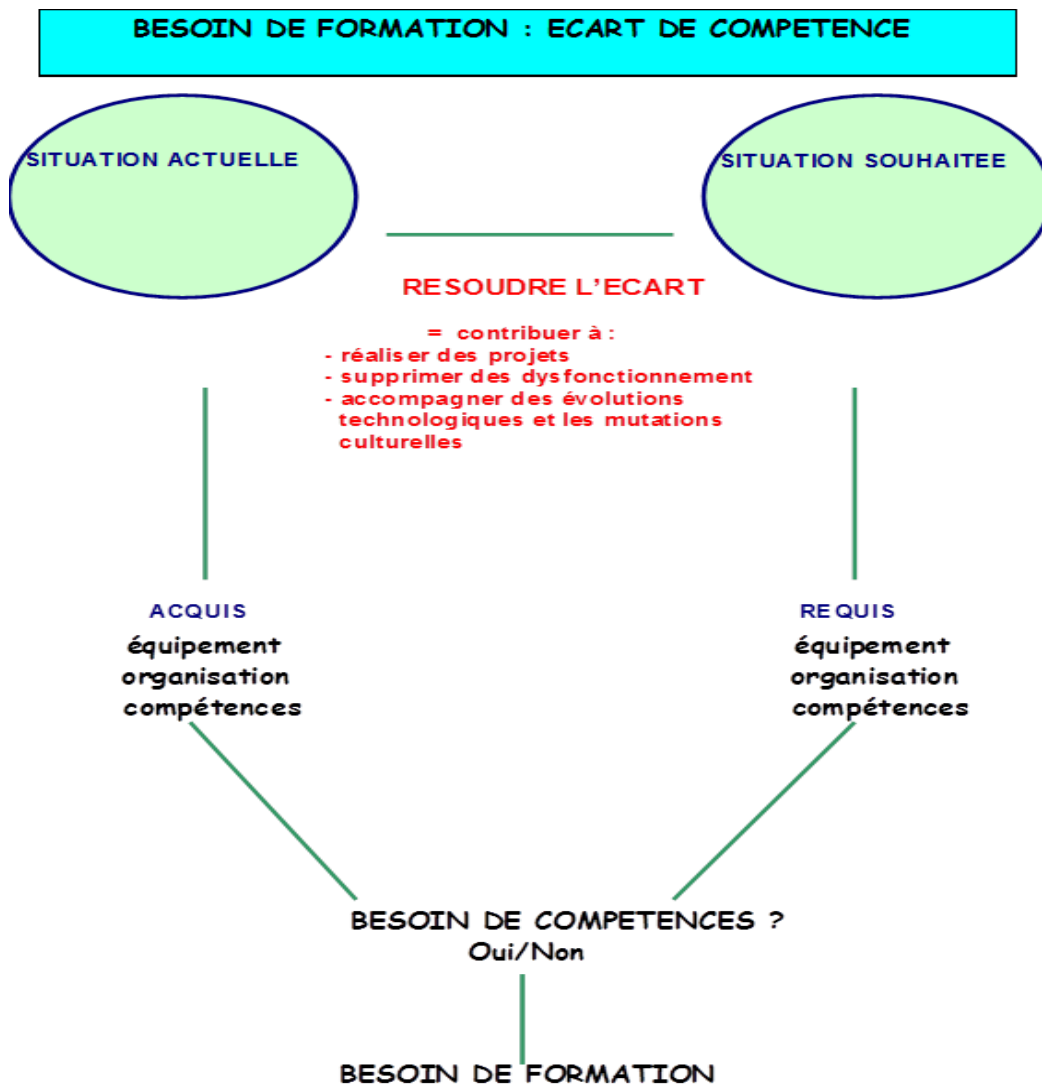 BESOIN DE FORMATION : ECART DE COMPETENCE
SITUATION ACTUELLE
SITUATION SOUHAITEE
RESOUDRE L'ECART
= contribuer à :
- réaliser des projets
- supprimer des dysfonctionnement
- accompagner des évolutions
technologiques et les mutations
culturelles
ACQUIS
équipement
organisation
compétences
REQUIS
équipement
organisation
compétences
BESOIN DE COMPETENCES ?
Oui/Non
BESOIN DE FORMATION